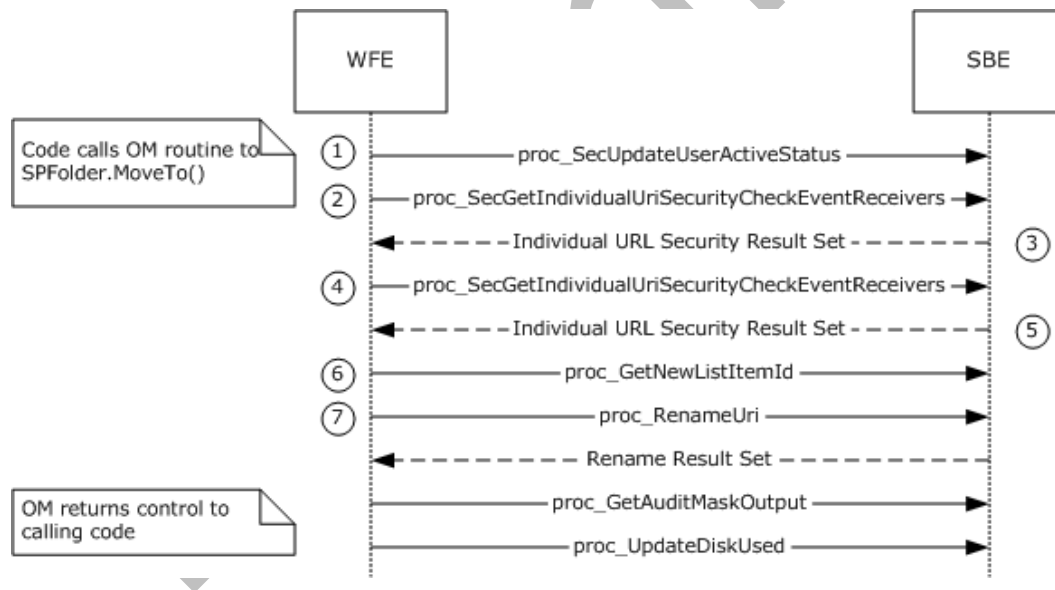 WFE
SBE
Code calls OM routine to
SPFolder.MoveTo()
1
proc_SecUpdateUserActiveStatus
2
proc_SecGetIndividualUriSecurityCheckEventReceivers
Individual URL Security Result Set
3
4
proc_SecGetIndividualUriSecurityCheckEventReceivers
Individual URL Security Result Set
5
6
proc_GetNewListItemId
7
proc_RenameUri
Rename Result Set
OM returns control to
calling code
proc_GetAuditMaskOutput
proc_UpdateDiskUsed